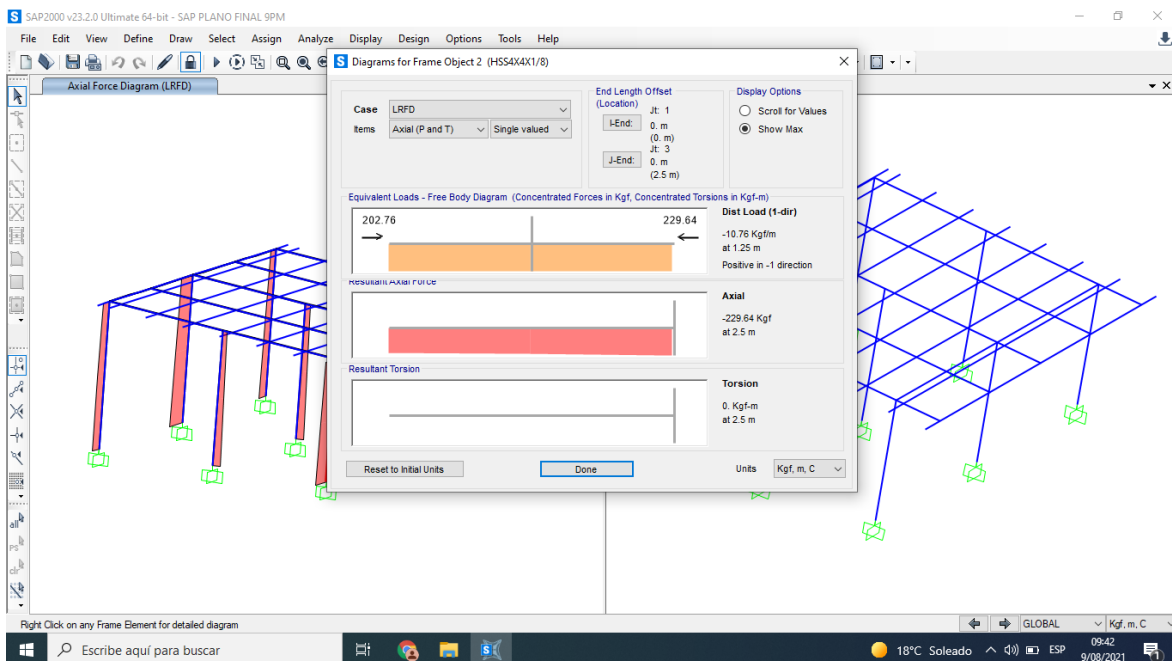 SAP2000 v23.2.0 Ultimate 64-bit - SAP PLANO FINAL 9PM
File Edit View Define Draw Select Assign Analyze Display Design Options Tools Help
Axial Force Diagram (LRFD)
Diagrams for Frame Object 2 (HSS4X4X1/8)
Case LRFD
Items Axial (P and T) Single valued
End Length Offset
(Location)
Jt: 1
I-End: 0. m
(0. m)
Jt: 3
J-End: 0. m
(2.5 m)
Display Options
Scroll for Values
Show Max
Equivalent Loads - Free Body Diagram (Concentrated Forces in Kgf, Concentrated Torsions in Kgf-m)
202.76 229.64
Dist Load (1-dir)
-10.76 Kgf/m
at 1.25 m
Positive in -1 direction
Resultant Axial Force
Axial
-229.64 Kgf
at 2.5 m
Resultant Torsion
Torsion
0. Kgf-m
at 2.5 m
Reset to Initial Units Done Units Kgf, m, C
all
PS
clr
Right Click on any Frame Element for detailed diagram
GLOBAL Kgf, m, C
Escribe aquí para buscar
18°C Soleado ESP 09:42
9/08/2021
1